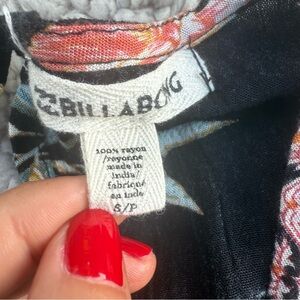 BILLABONG
100% rayon
/rayonne
made in
india/
fabriqué
en inde
S/P